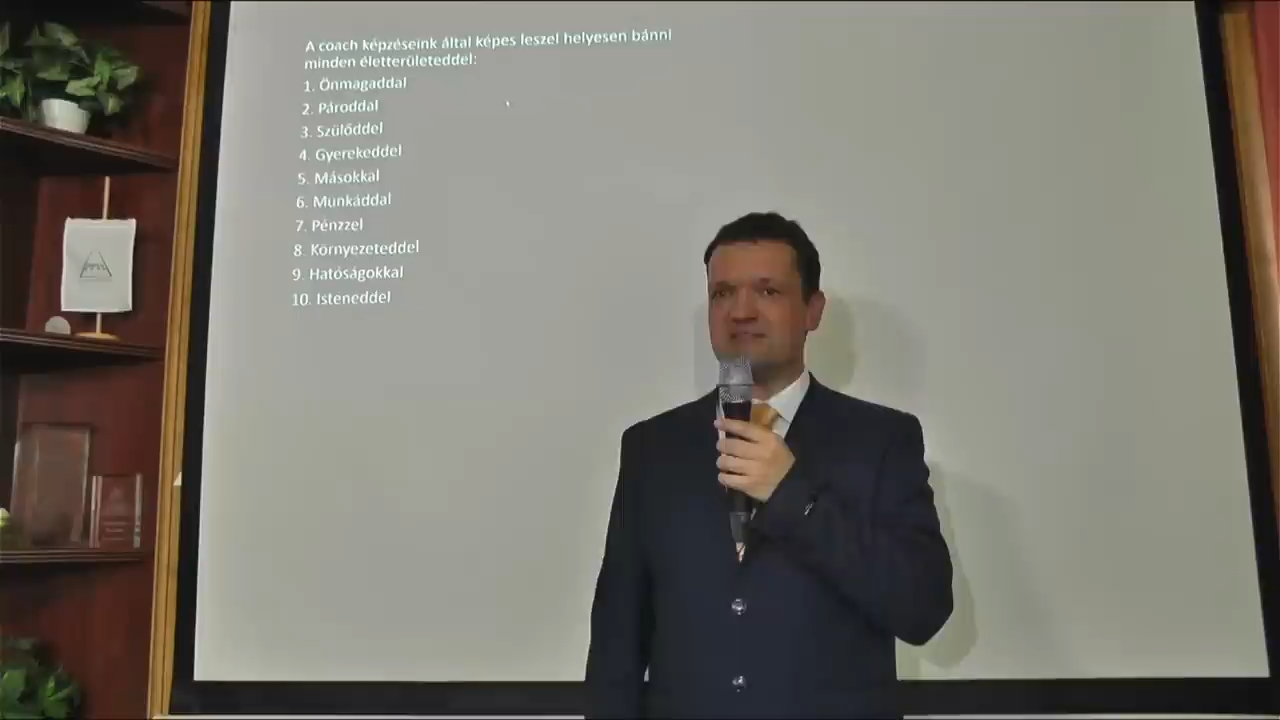 A coach képzéseink által képes leszel helyesen bánni
minden életterületeddel:
1. Önmagaddal
2. Pároddal
3. Szülőddel
4. Gyerekeddel
5. Másokkal
6. Munkáddal
7. Pénzzel
8. Környezeteddel
9. Hatóságokkal
10. Isteneddel